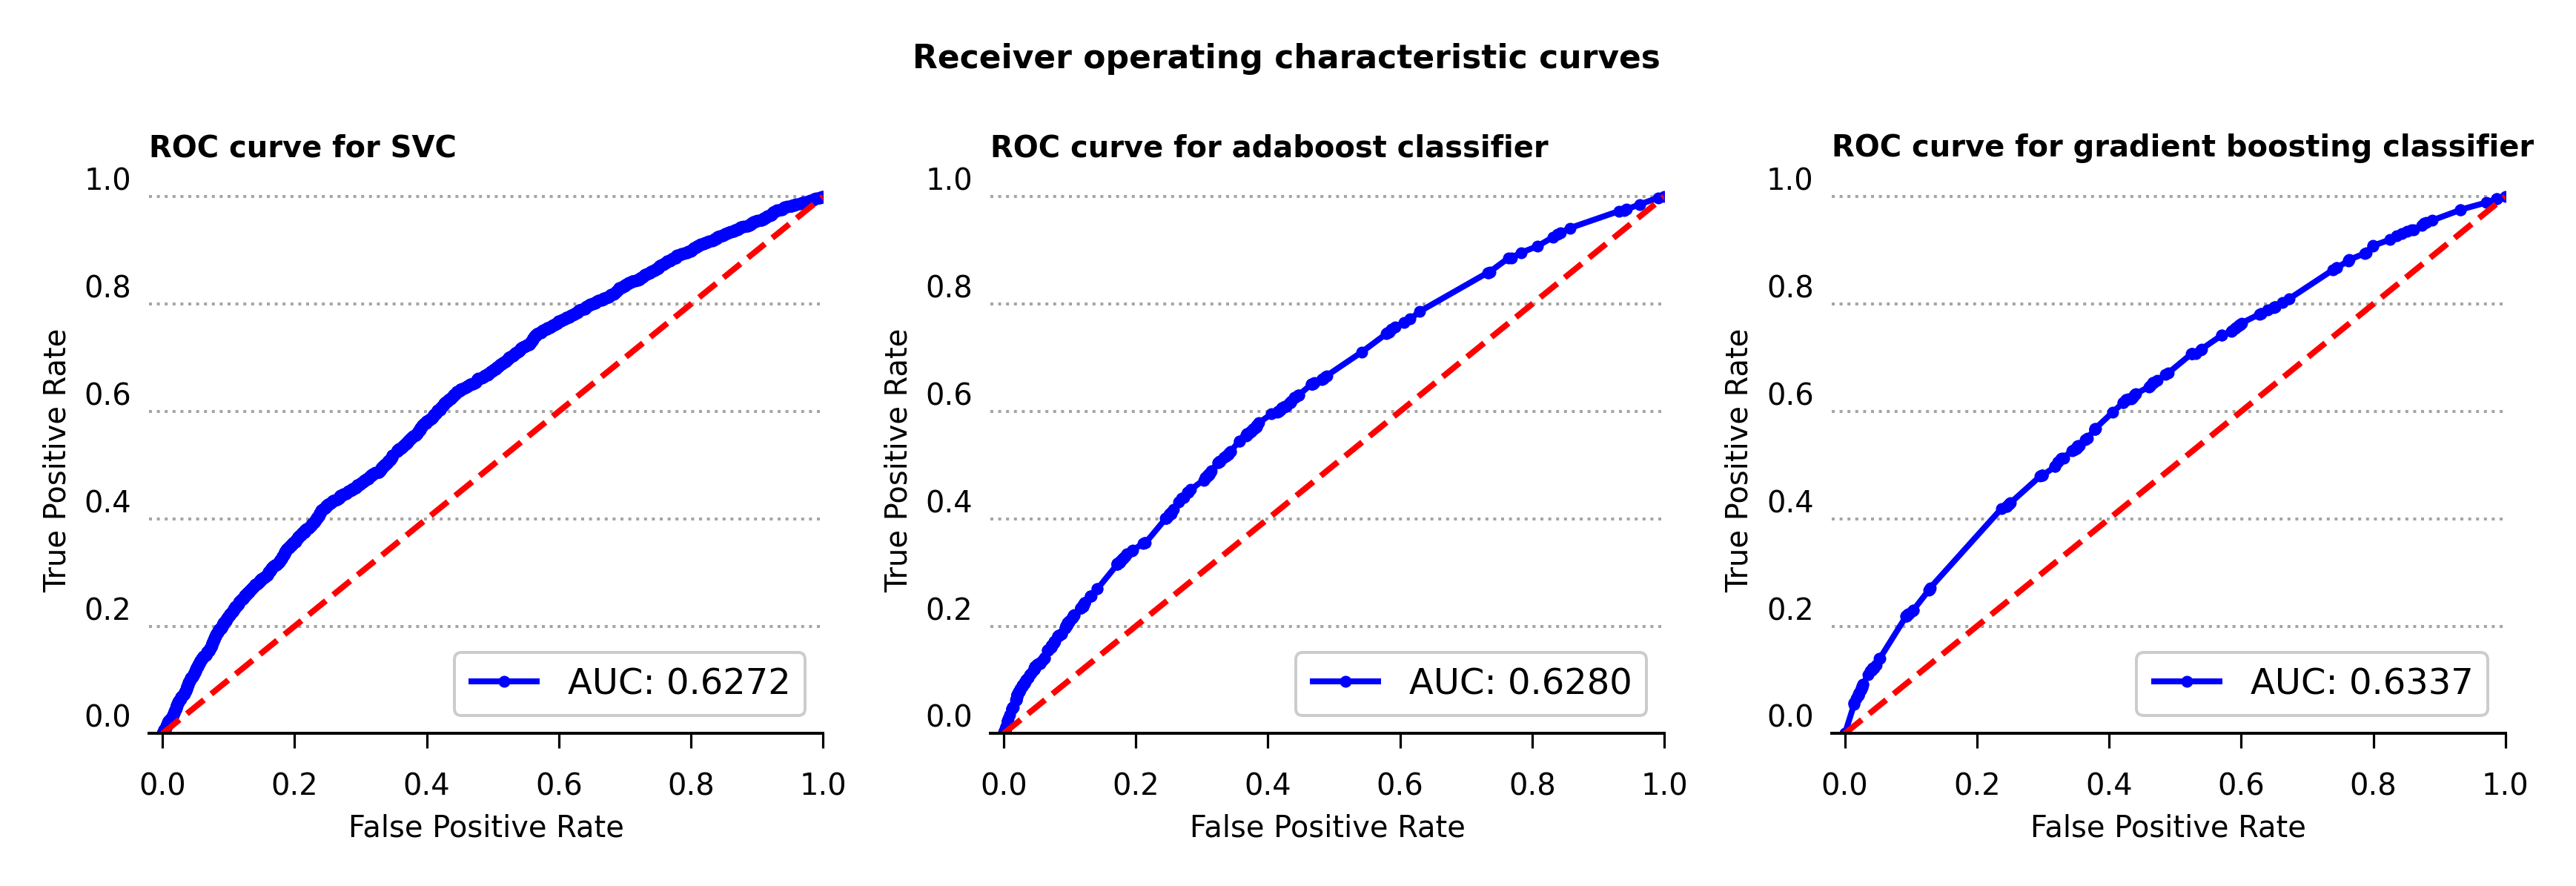 Receiver operating characteristic curves
ROC curve for SVC
1.0
0.8
0.6
0.4
0.2
0.0
True Positive Rate
AUC: 0.6272
0.0 0.2 0.4 0.6 0.8 1.0
False Positive Rate
ROC curve for adaboost classifier
1.0
0.8
0.6
0.4
0.2
0.0
True Positive Rate
AUC: 0.6280
0.0 0.2 0.4 0.6 0.8 1.0
False Positive Rate
ROC curve for gradient boosting classifier
1.0
0.8
0.6
0.4
0.2
0.0
True Positive Rate
AUC: 0.6337
0.0 0.2 0.4 0.6 0.8 1.0
False Positive Rate